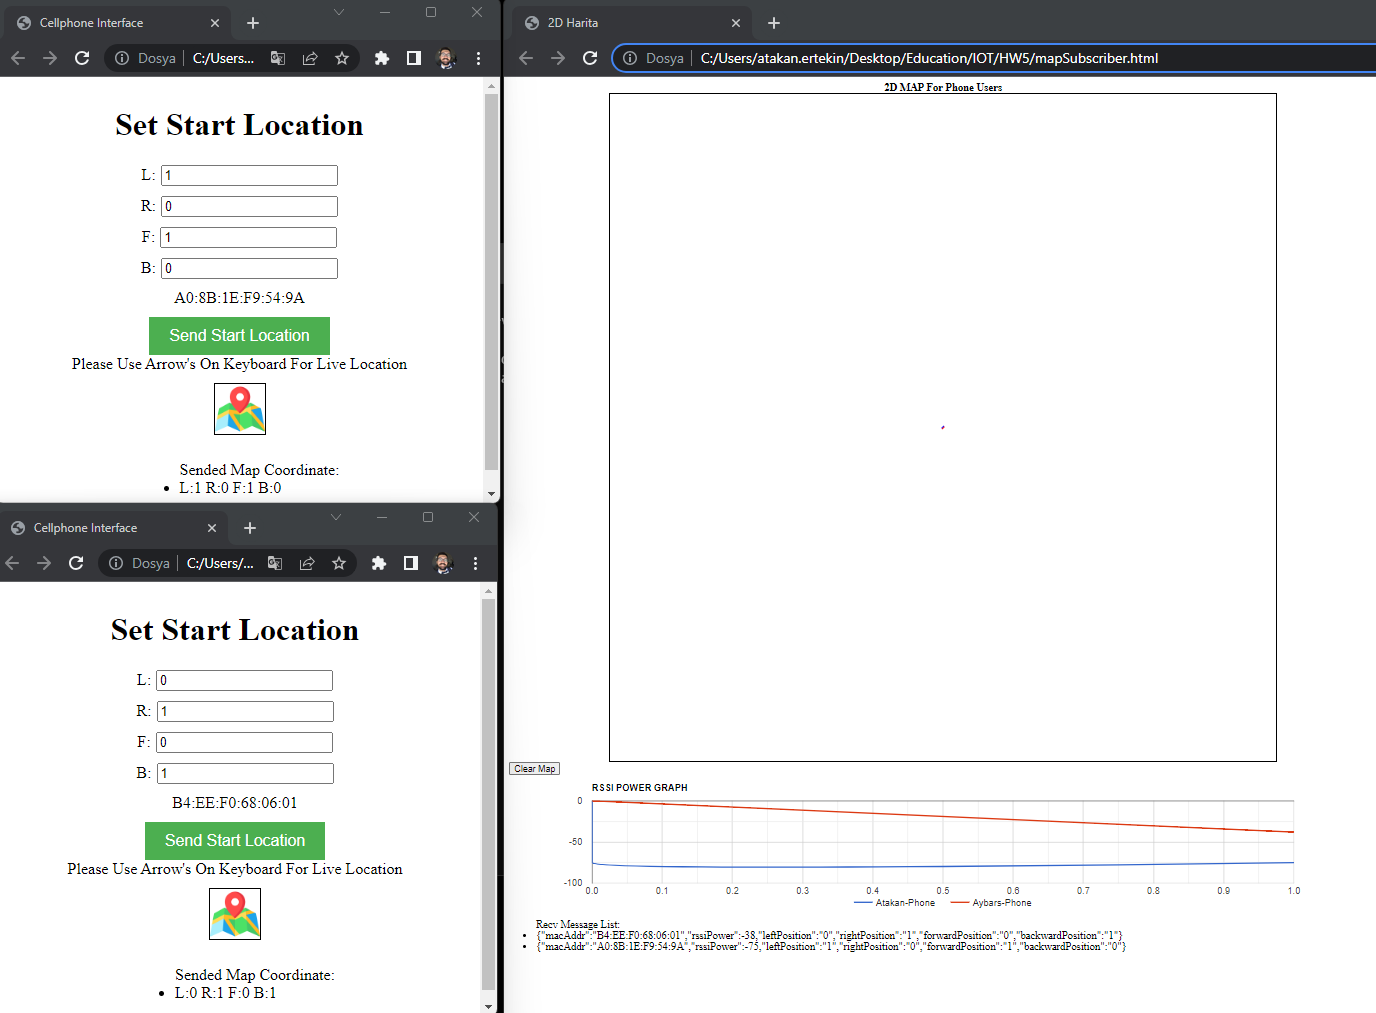 Cellphone Interface
Dosya C:/Users...
Set Start Location
L: 1
R: 0
F: 1
B: 0
A0:8B:1E:F9:54:9A
Send Start Location
Please Use Arrow's On Keyboard For Live Location
Sended Map Coordinate:
L:1 R:0 F:1 B:0
Cellphone Interface
Dosya C:/Users/...
Set Start Location
L: 0
R: 1
F: 0
B: 1
B4:EE:F0:68:06:01
Send Start Location
Please Use Arrow's On Keyboard For Live Location
Sended Map Coordinate:
L:0 R:1 F:0 B:1
2D Harita
Dosya C:/Users/atakan.ertekin/Desktop/Education/IOT/HW5/mapSubscriber.html
2D MAP For Phone Users
Clear Map
RSSI POWER GRAPH
0
-50
-100
0.0 0.1 0.2 0.3 0.4 0.5 0.6 0.7 0.8 0.9 1.0
Atakan-Phone Aybars-Phone
Recv Message List:
{"macAddr":"B4:EE:F0:68:06:01","rssiPower":-38,"leftPosition":"0","rightPosition":"1","forwardPosition":"0","backwardPosition":"1"}
{"macAddr":"A0:8B:1E:F9:54:9A","rssiPower":-75,"leftPosition":"1","rightPosition":"0","forwardPosition":"1","backwardPosition":"0"}